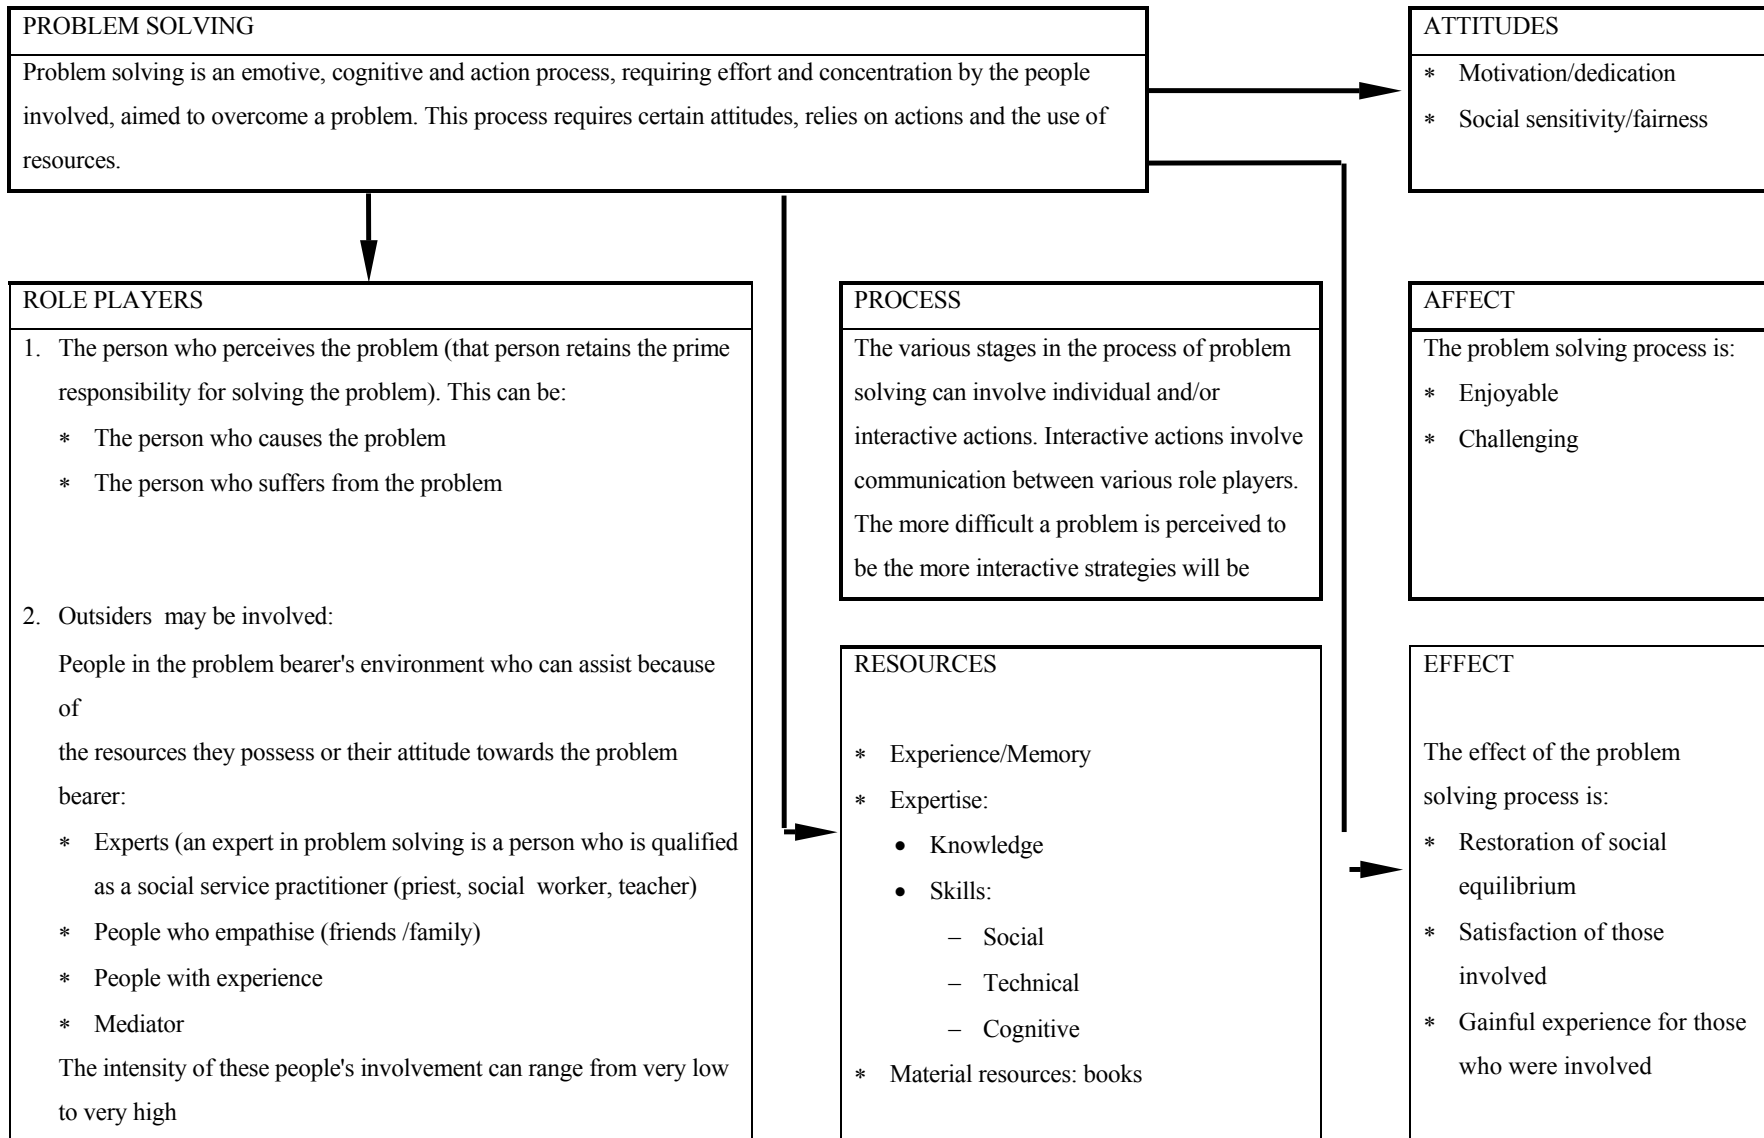 PROBLEM SOLVING
Problem solving is an emotive, cognitive and action process, requiring effort and concentration by the people
involved, aimed to overcome a problem. This process requires certain attitudes, relies on actions and the use of
resources.
ATTITUDES
* Motivation/dedication
* Social sensitivity/fairness
ROLE PLAYERS
1. The person who perceives the problem (that person retains the prime
responsibility for solving the problem). This can be:
* The person who causes the problem
* The person who suffers from the problem
2. Outsiders may be involved:
People in the problem bearer's environment who can assist because
of
the resources they possess or their attitude towards the problem
bearer:
* Experts (an expert in problem solving is a person who is qualified
as a social service practitioner (priest, social worker, teacher)
* People who empathise (friends /family)
* People with experience
* Mediator
The intensity of these people's involvement can range from very low
to very high
PROCESS
The various stages in the process of problem
solving can involve individual and/or
interactive actions. Interactive actions involve
communication between various role players.
The more difficult a problem is perceived to
be the more interactive strategies will be
AFFECT
The problem solving process is:
* Enjoyable
* Challenging
RESOURCES
* Experience/Memory
* Expertise:
• Knowledge
• Skills:
– Social
– Technical
– Cognitive
* Material resources: books
EFFECT
The effect of the problem
solving process is:
* Restoration of social
equilibrium
* Satisfaction of those
involved
* Gainful experience for those
who were involved